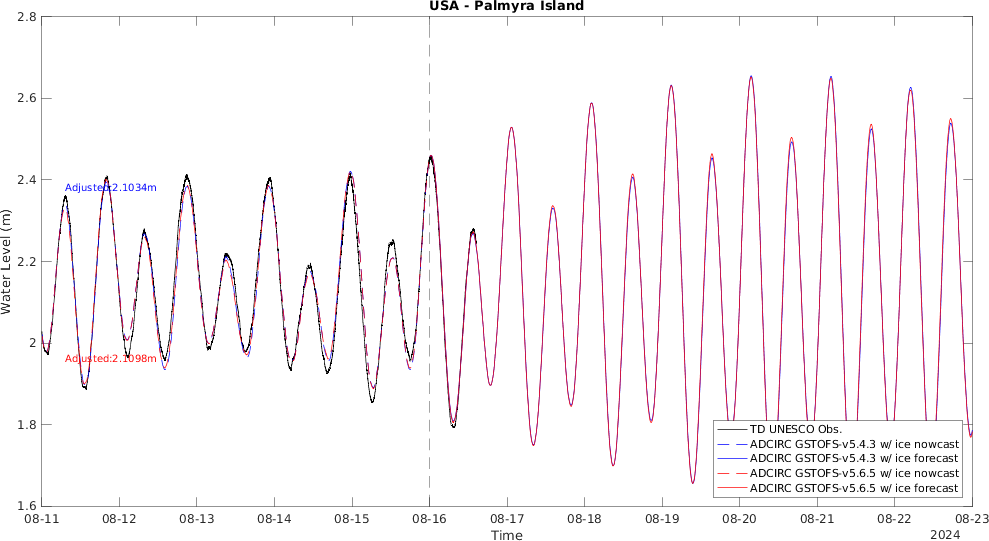 USA - Palmyra Island
2.8
2.6
2.4
2.2
2
1.8
1.6
Water Level (m)
Adjusted:2.1034m
Adjusted:2.1098m
TD UNESCO Obs.
ADCIRC GSTOFS-v5.4.3 w/ ice nowcast
ADCIRC GSTOFS-v5.4.3 w/ ice forecast
ADCIRC GSTOFS-v5.6.5 w/ ice nowcast
ADCIRC GSTOFS-v5.6.5 w/ ice forecast
08-11 08-12 08-13 08-14 08-15 08-16 08-17 08-18 08-19 08-20 08-21 08-22 08-23
Time
2024